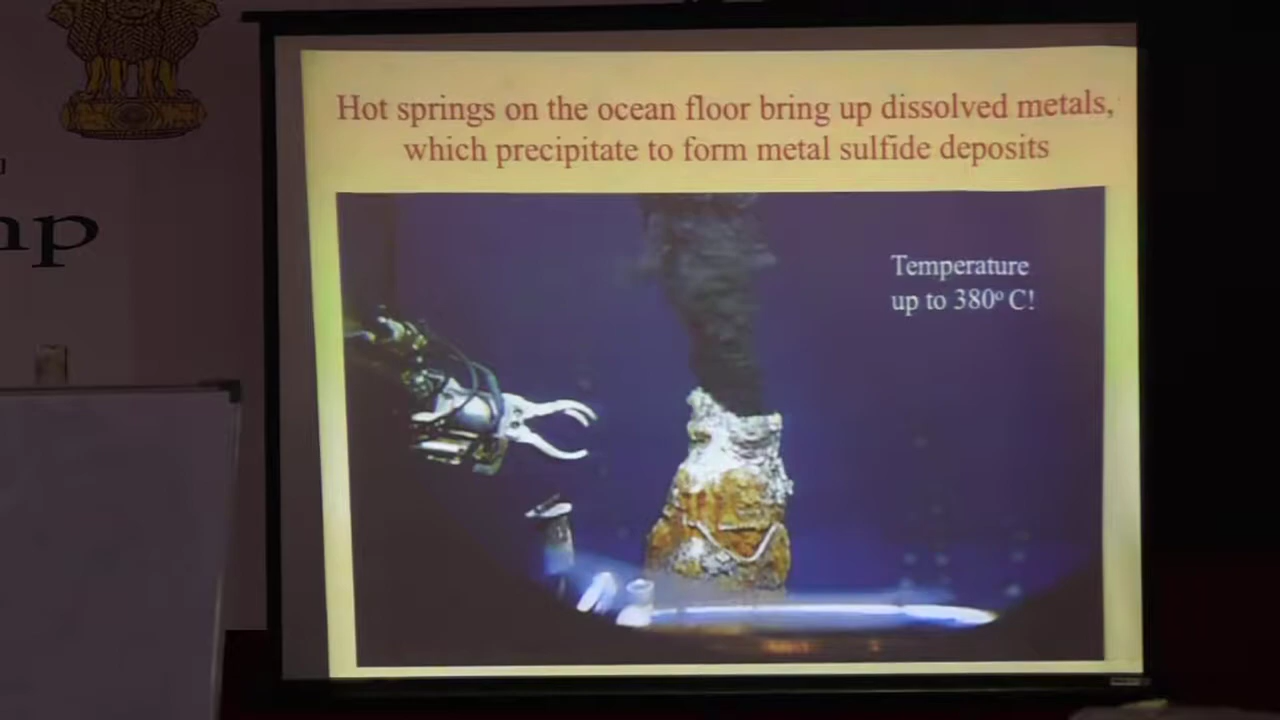 Hot springs on the ocean floor bring up dissolved metals,
which precipitate to form metal sulfide deposits
Temperature
up to 380º C!